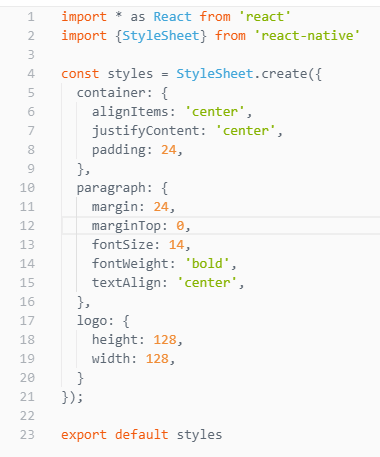 1 import * as React from 'react'
2 import {StyleSheet} from 'react-native'
3
4 const styles = StyleSheet.create({
5   container: {
6     alignItems: 'center',
7     justifyContent: 'center',
8     padding: 24,
9   },
10   paragraph: {
11     margin: 24,
12     marginTop: 0,
13     fontSize: 14,
14     fontWeight: 'bold',
15     textAlign: 'center',
16   },
17   logo: {
18     height: 128,
19     width: 128,
20   }
21 });
22
23 export default styles